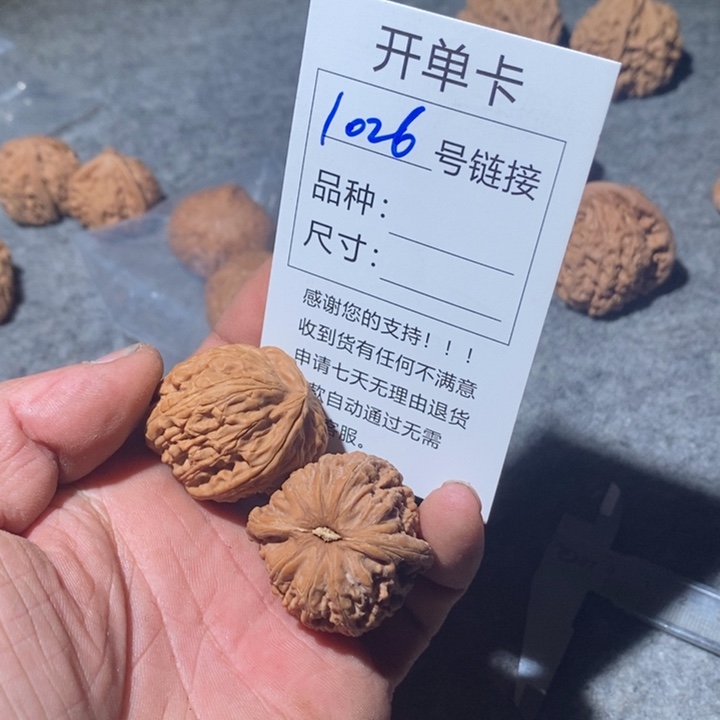 开单卡
1026号链接
品种：
尺寸：
感谢您的支持！！！
收到货有任何不满意
申请七天无理由退货
款自动通过无需
客服。